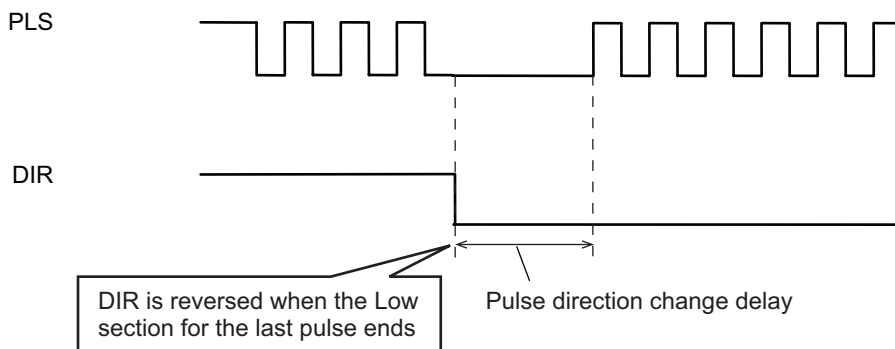 PLS
DIR
DIR is reversed when the Low
section for the last pulse ends
Pulse direction change delay